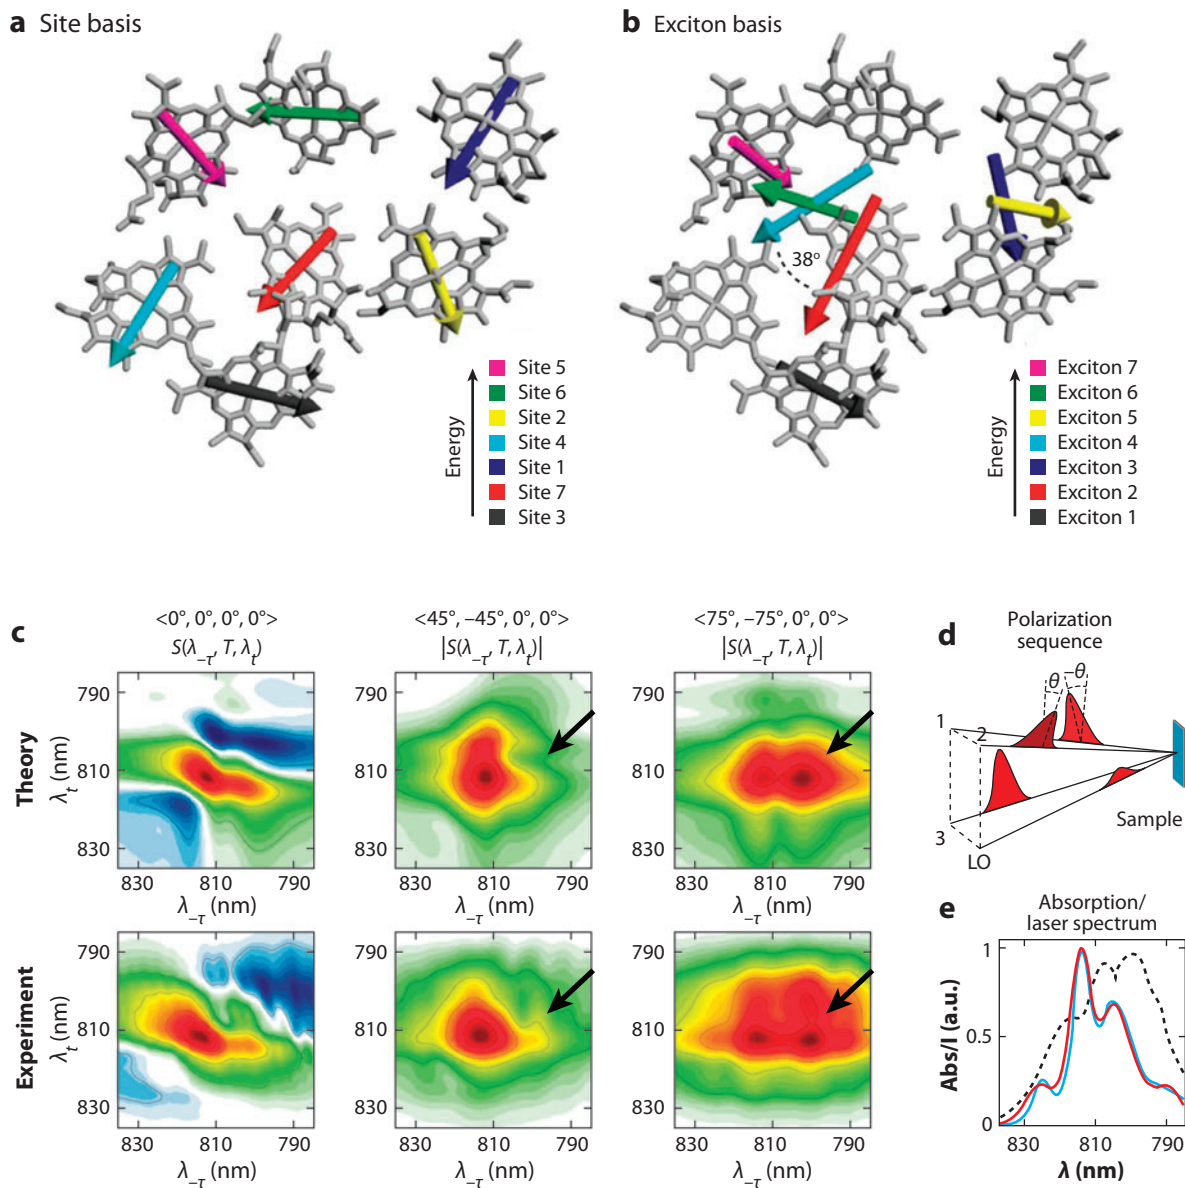 a Site basis
Site 5
Site 6
Site 2
Site 4
Site 1
Site 7
Site 3
Energy
b Exciton basis
38°
Exciton 7
Exciton 6
Exciton 5
Exciton 4
Exciton 3
Exciton 2
Exciton 1
Energy
c
<0°, 0°, 0°, 0°>
S(λ−τ, T, λt)
<45°, −45°, 0°, 0°>
|S(λ−τ, T, λt)|
<75°, −75°, 0°, 0°>
|S(λ−τ, T, λt)|
Theory
λt (nm)
790
810
830
830 810 790
λ−τ (nm)
790
810
830
830 810 790
λ−τ (nm)
790
810
830
830 810 790
λ−τ (nm)
Experiment
λt (nm)
790
810
830
830 810 790
λ−τ (nm)
790
810
830
830 810 790
λ−τ (nm)
790
810
830
830 810 790
λ−τ (nm)
d
Polarization
sequence
θ −θ
1
2
3
LO
Sample
e
Absorption/
laser spectrum
Abs/I (a.u.)
1
0.5
0
830 810 790
λ (nm)